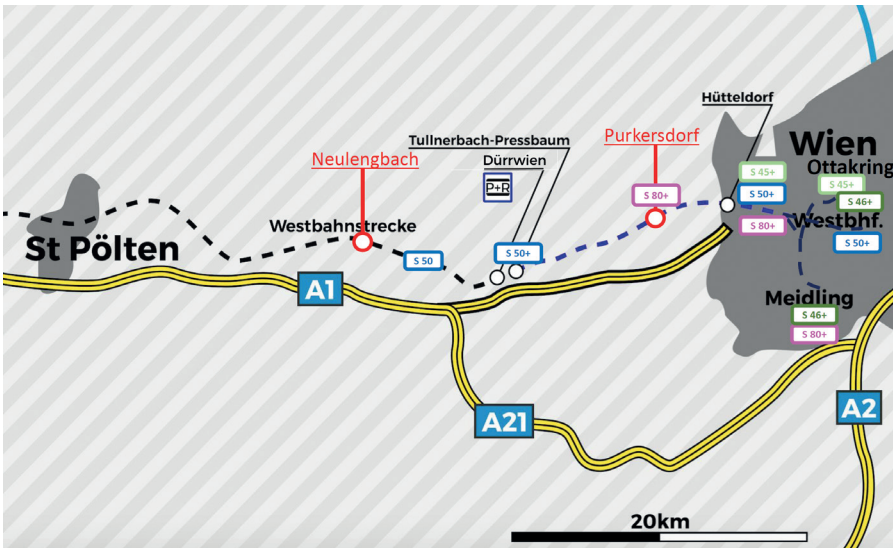 Hütteldorf
Tullnerbach-Pressbaum
Purkersdorf
Wien
Neulengbach
Dürrwien
Ottakring
P+R
S 80+
S 45+
S 50+
S 45+
S 46+
Westbahnstrecke
S 80+
Westbhf.
St Pölten
S 50
S 50+
S 50+
A1
Meidling
S 46+
S 80+
A21
A2
20km